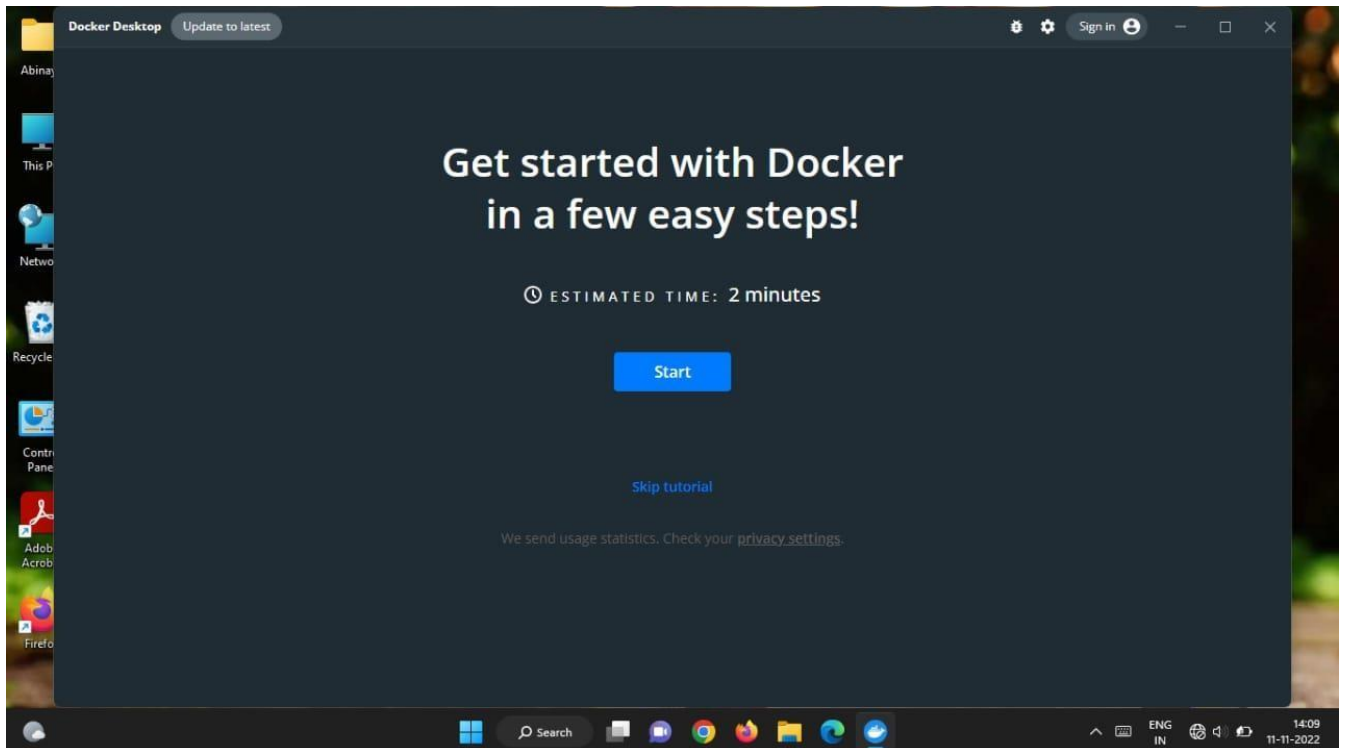 Docker Desktop
Update to latest
Sign in
Get started with Docker
in a few easy steps!
ESTIMATED TIME: 2 minutes
Start
Skip tutorial
We send usage statistics. Check your privacy settings.
Abinay
This P
Netwo
Recycle
Contr
Pane
Adob
Acrob
Firefo
Search
ENG
IN
14:09
11-11-2022